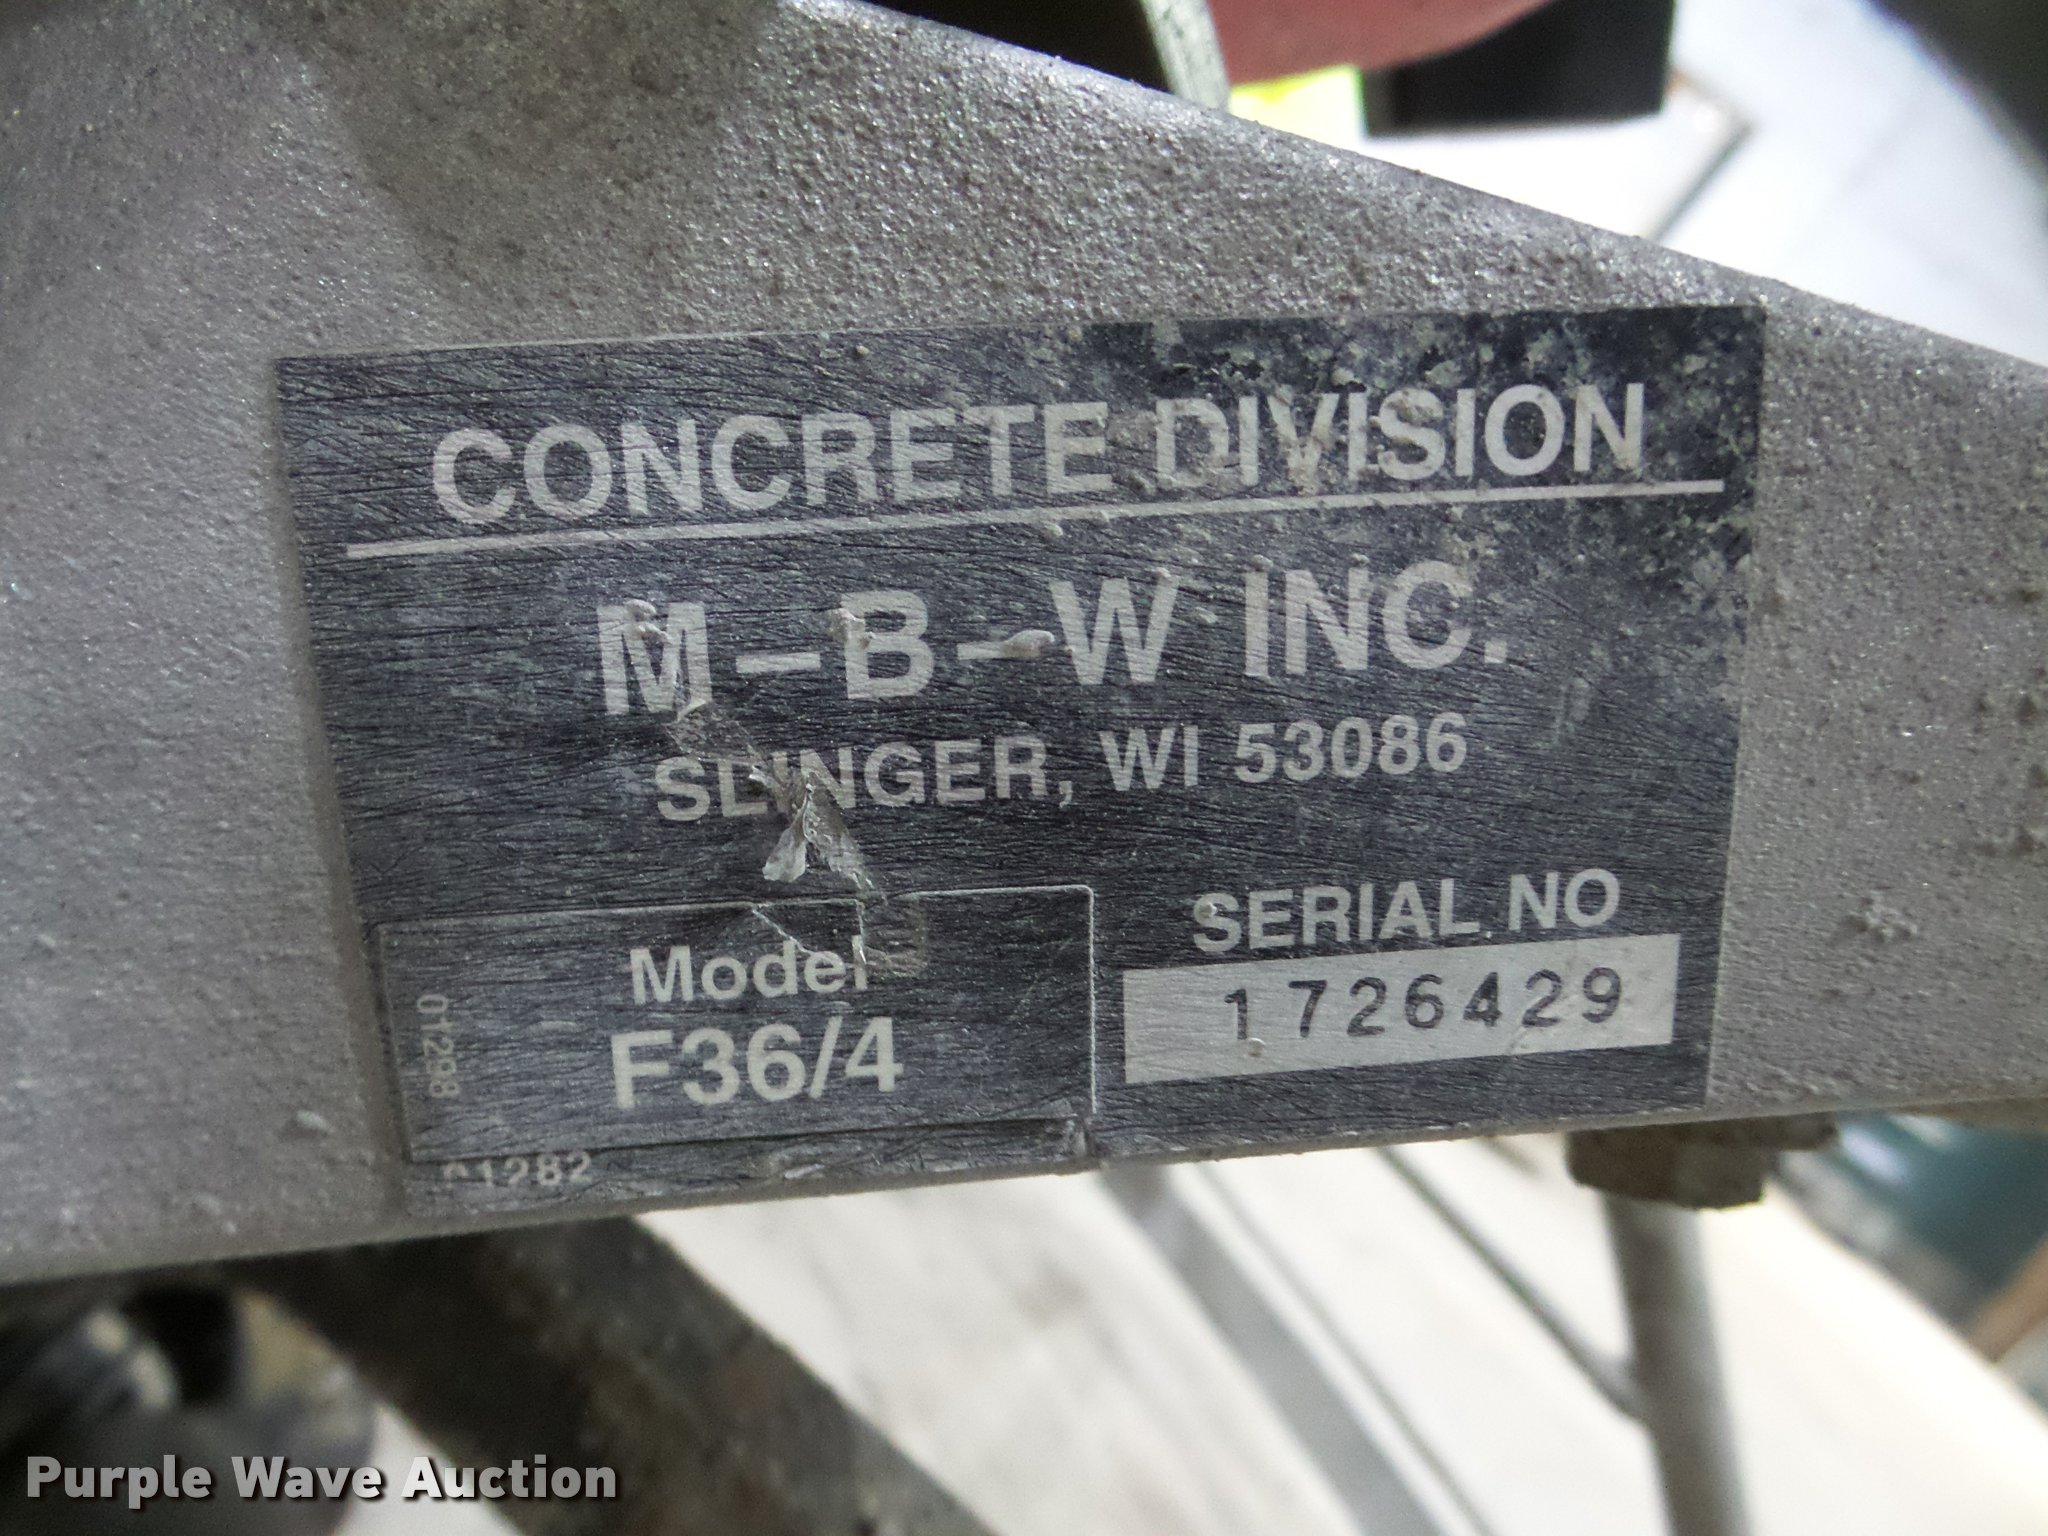 CONCRETE DIVISION
M-B-W INC.
SLINGER, WI 53086
Model
F36/4
SERIAL NO
1726429
01298
01282
Purple Wave Auction